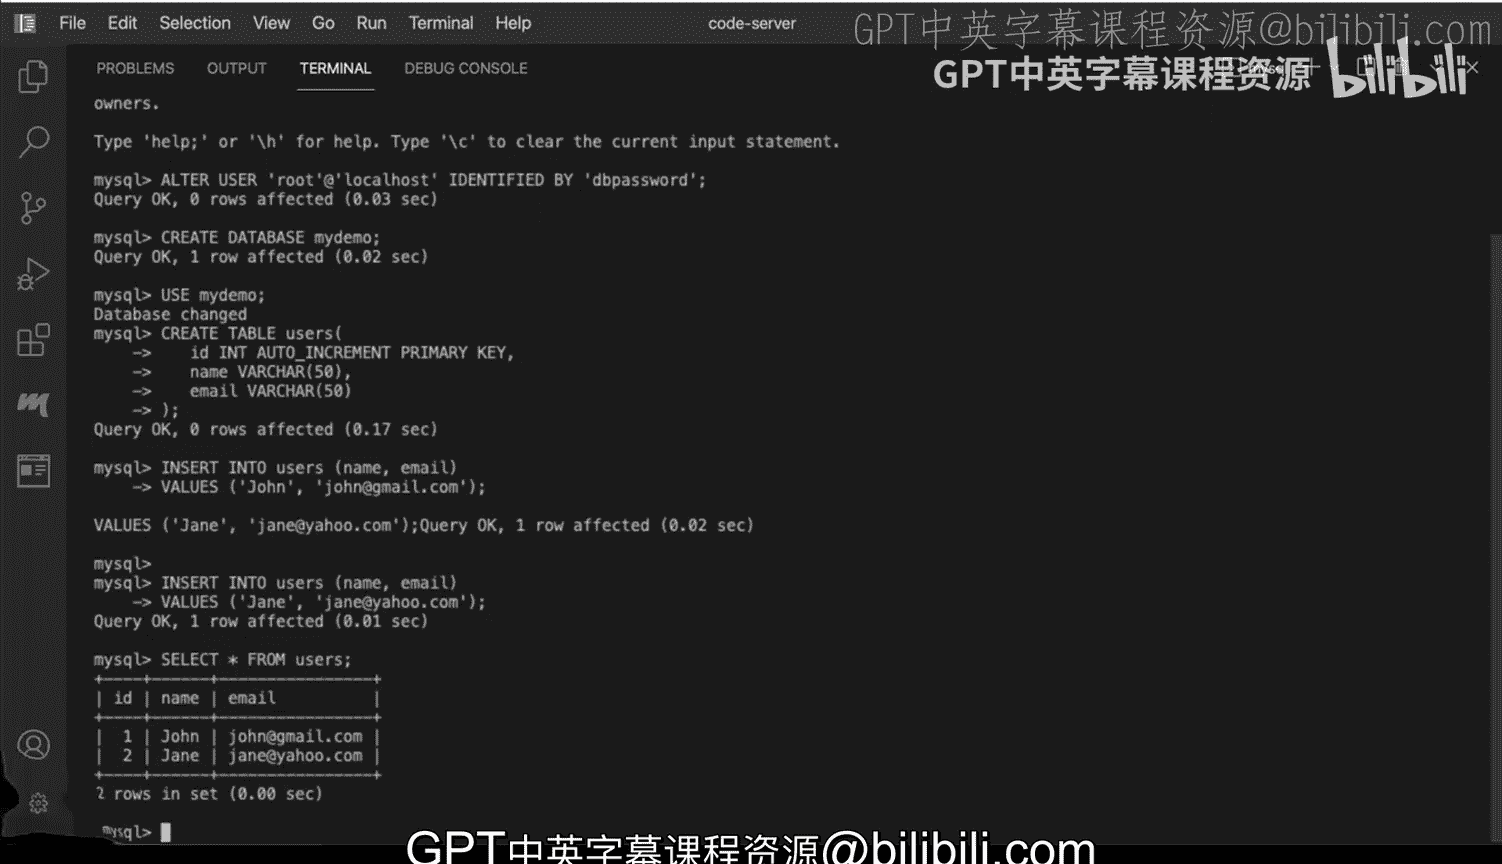 File Edit Selection View Go Run Terminal Help code-server
GPT中英字幕课程资源@bilibili.com
PROBLEMS OUTPUT TERMINAL DEBUG CONSOLE
GPT中英字幕课程资源 bilibili
owners.
Type 'help;' or '\h' for help. Type '\c' to clear the current input statement.
mysql> ALTER USER 'root'@'localhost' IDENTIFIED BY 'dbpassword';
Query OK, 0 rows affected (0.03 sec)
mysql> CREATE DATABASE mydemo;
Query OK, 1 row affected (0.02 sec)
mysql> USE mydemo;
Database changed
mysql> CREATE TABLE users(
-> id INT AUTO_INCREMENT PRIMARY KEY,
-> name VARCHAR(50),
-> email VARCHAR(50)
-> );
Query OK, 0 rows affected (0.17 sec)
mysql> INSERT INTO users (name, email)
-> VALUES ('John', 'john@gmail.com');
VALUES ('Jane', 'jane@yahoo.com');Query OK, 1 row affected (0.02 sec)
mysql>
mysql> INSERT INTO users (name, email)
-> VALUES ('Jane', 'jane@yahoo.com');
Query OK, 1 row affected (0.01 sec)
mysql> SELECT * FROM users;
+----+------+----------------+
| id | name | email |
+----+------+----------------+
| 1 | John | john@gmail.com |
| 2 | Jane | jane@yahoo.com |
+----+------+----------------+
2 rows in set (0.00 sec)
mysql>
GPT中英字幕课程资源@bilibili.com